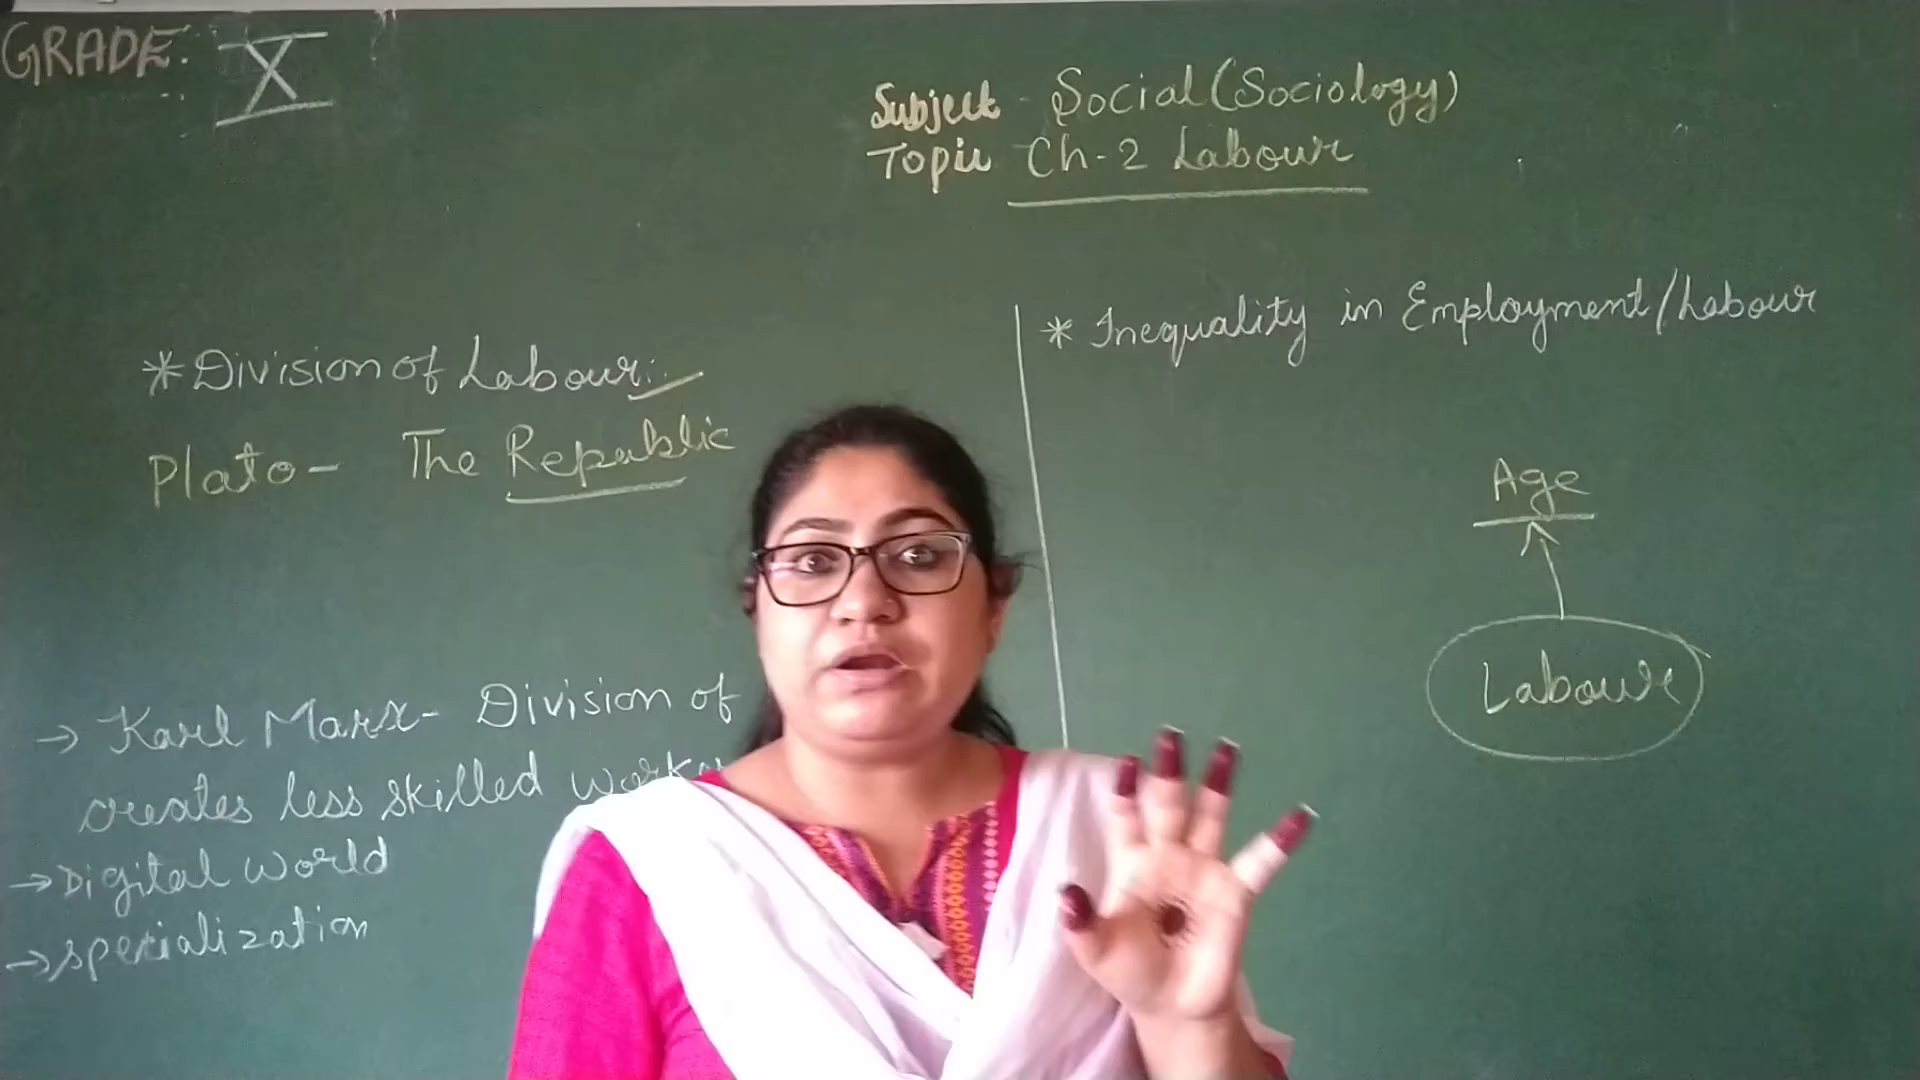 GRADE: X
Subject - Social (Sociology)
Topic Ch-2 Labour
* Division of Labour:
Plato - The Republic
→ Karl Marx - Division of
creates less skilled
→ Digital world
→ specialization
* Inequality in Employment/Labour
Age
Labour